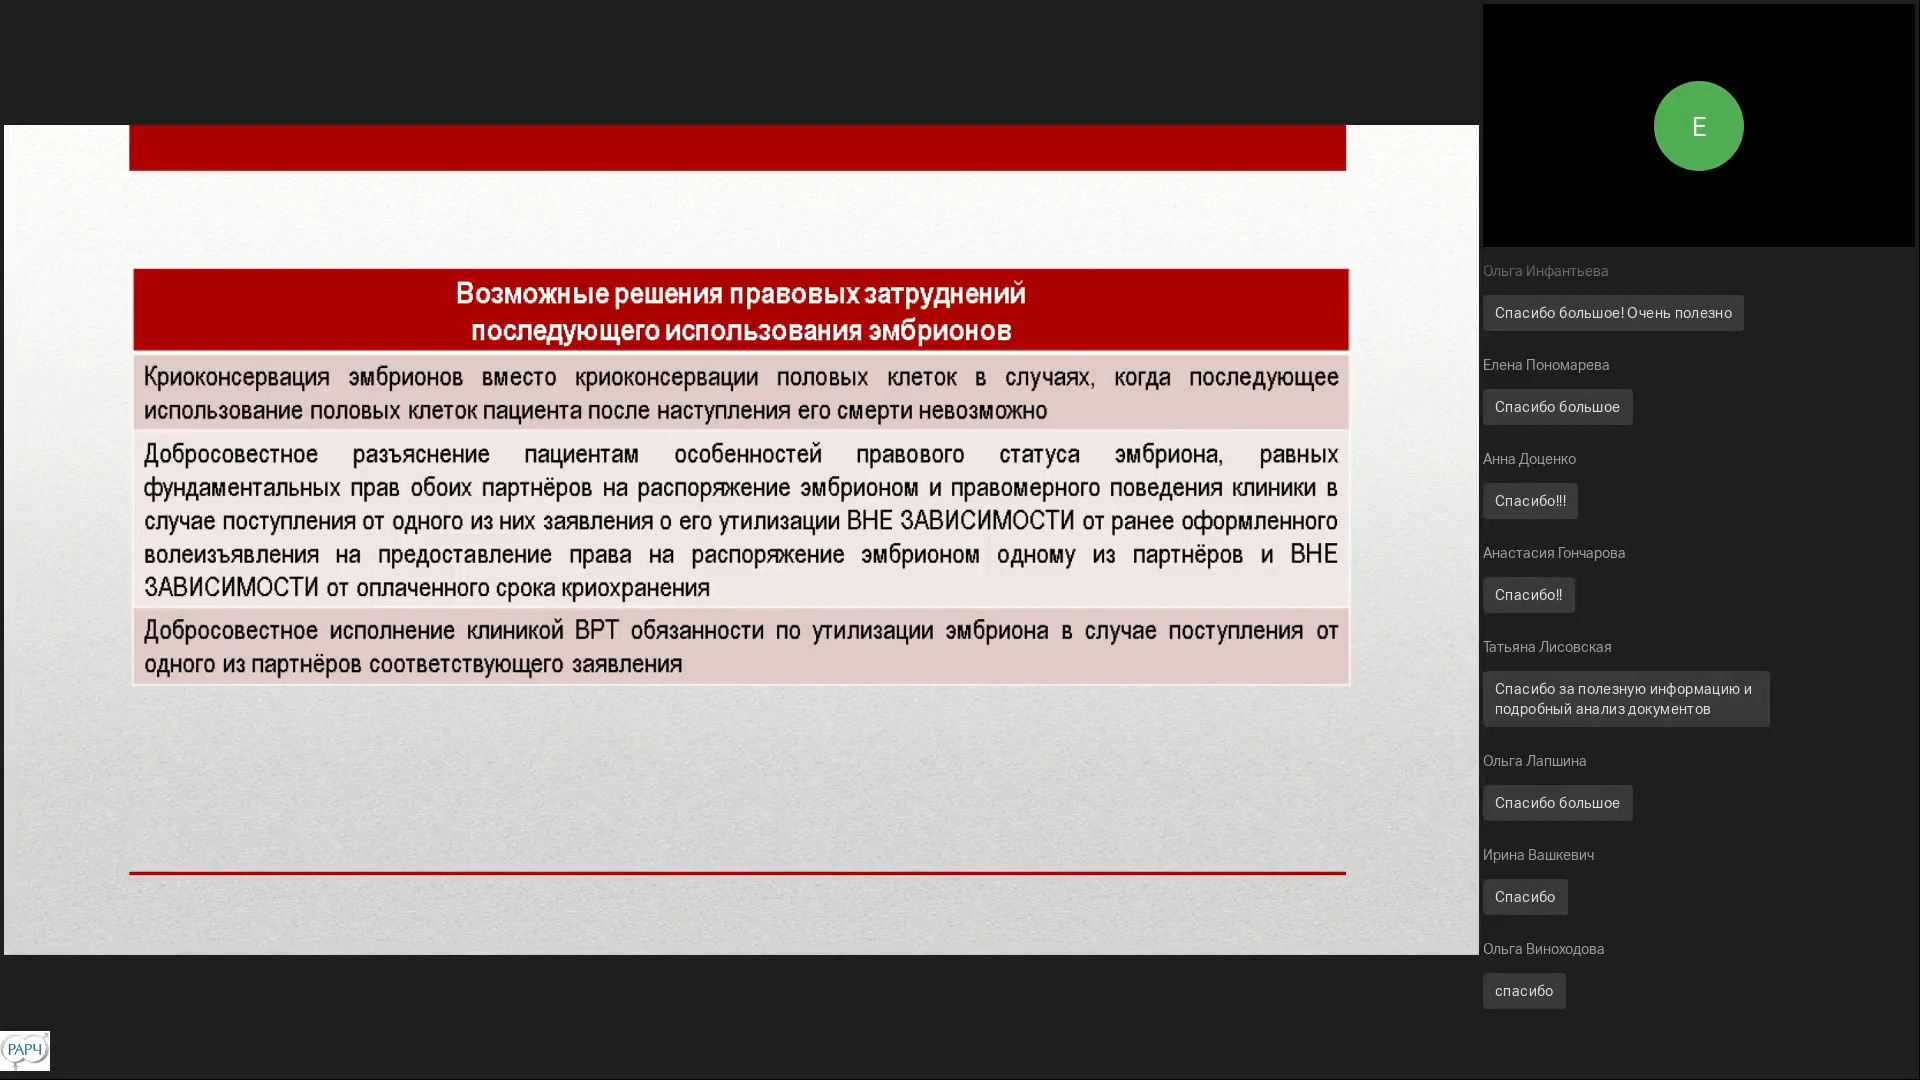 Возможные решения правовых затруднений
последующего использования эмбрионов
Криоконсервация эмбрионов вместо криоконсервации половых клеток в случаях, когда последующее
использование половых клеток пациента после наступления его смерти невозможно
Добросовестное разъяснение пациентам особенностей правового статуса эмбриона, равных
фундаментальных прав обоих партнёров на распоряжение эмбрионом и правомерного поведения клиники в
случае поступления от одного из них заявления о его утилизации ВНЕ ЗАВИСИМОСТИ от ранее оформленного
волеизъявления на предоставление права на распоряжение эмбрионом одному из партнёров и ВНЕ
ЗАВИСИМОСТИ от оплаченного срока криохранения
Добросовестное исполнение клиникой ВРТ обязанности по утилизации эмбриона в случае поступления от
одного из партнёров соответствующего заявления
РАРЧ
Е
Ольга Инфантьева
Спасибо большое! Очень полезно
Елена Пономарева
Спасибо большое
Анна Доценко
Спасибо!!!
Анастасия Гончарова
Спасибо!!
Татьяна Лисовская
Спасибо за полезную информацию и
подробный анализ документов
Ольга Лапшина
Спасибо большое
Ирина Вашкевич
Спасибо
Ольга Виноходова
спасибо